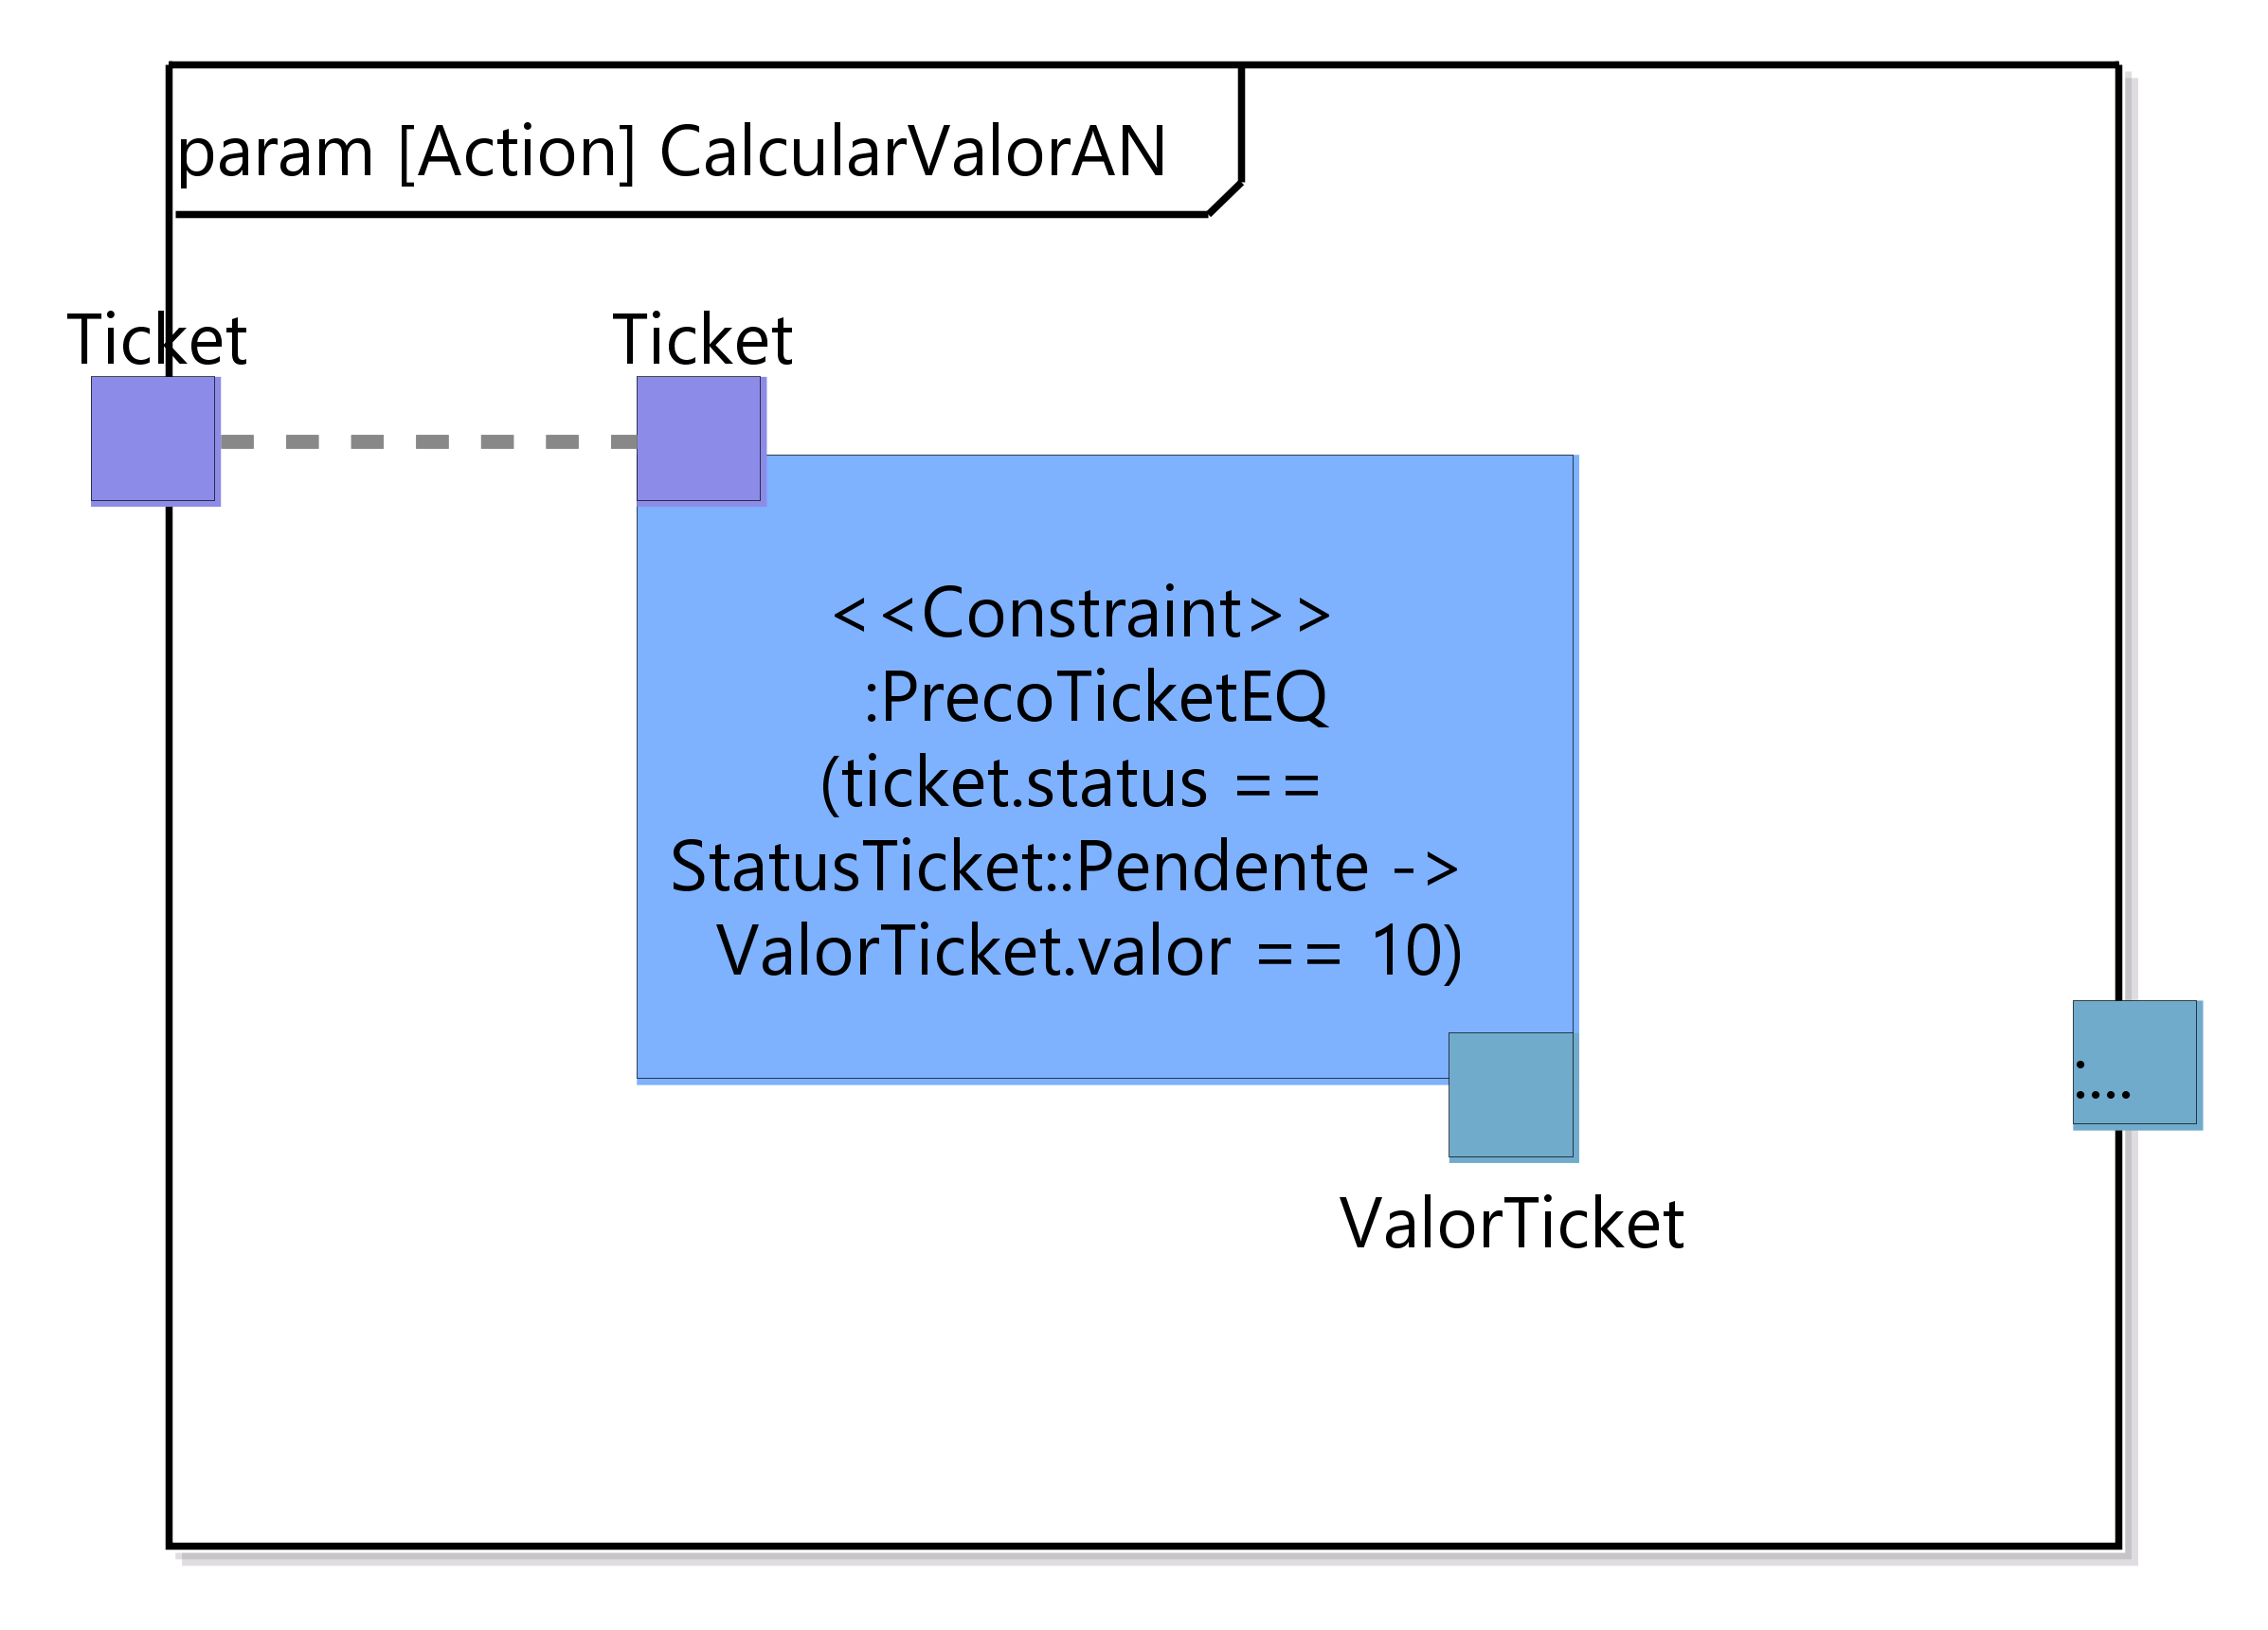 param [Action] CalcularValorAN
Ticket
Ticket
<<Constraint>>
:PrecoTicketEQ
(ticket.status ==
StatusTicket::Pendente ->
ValorTicket.valor == 10)
.
....
ValorTicket